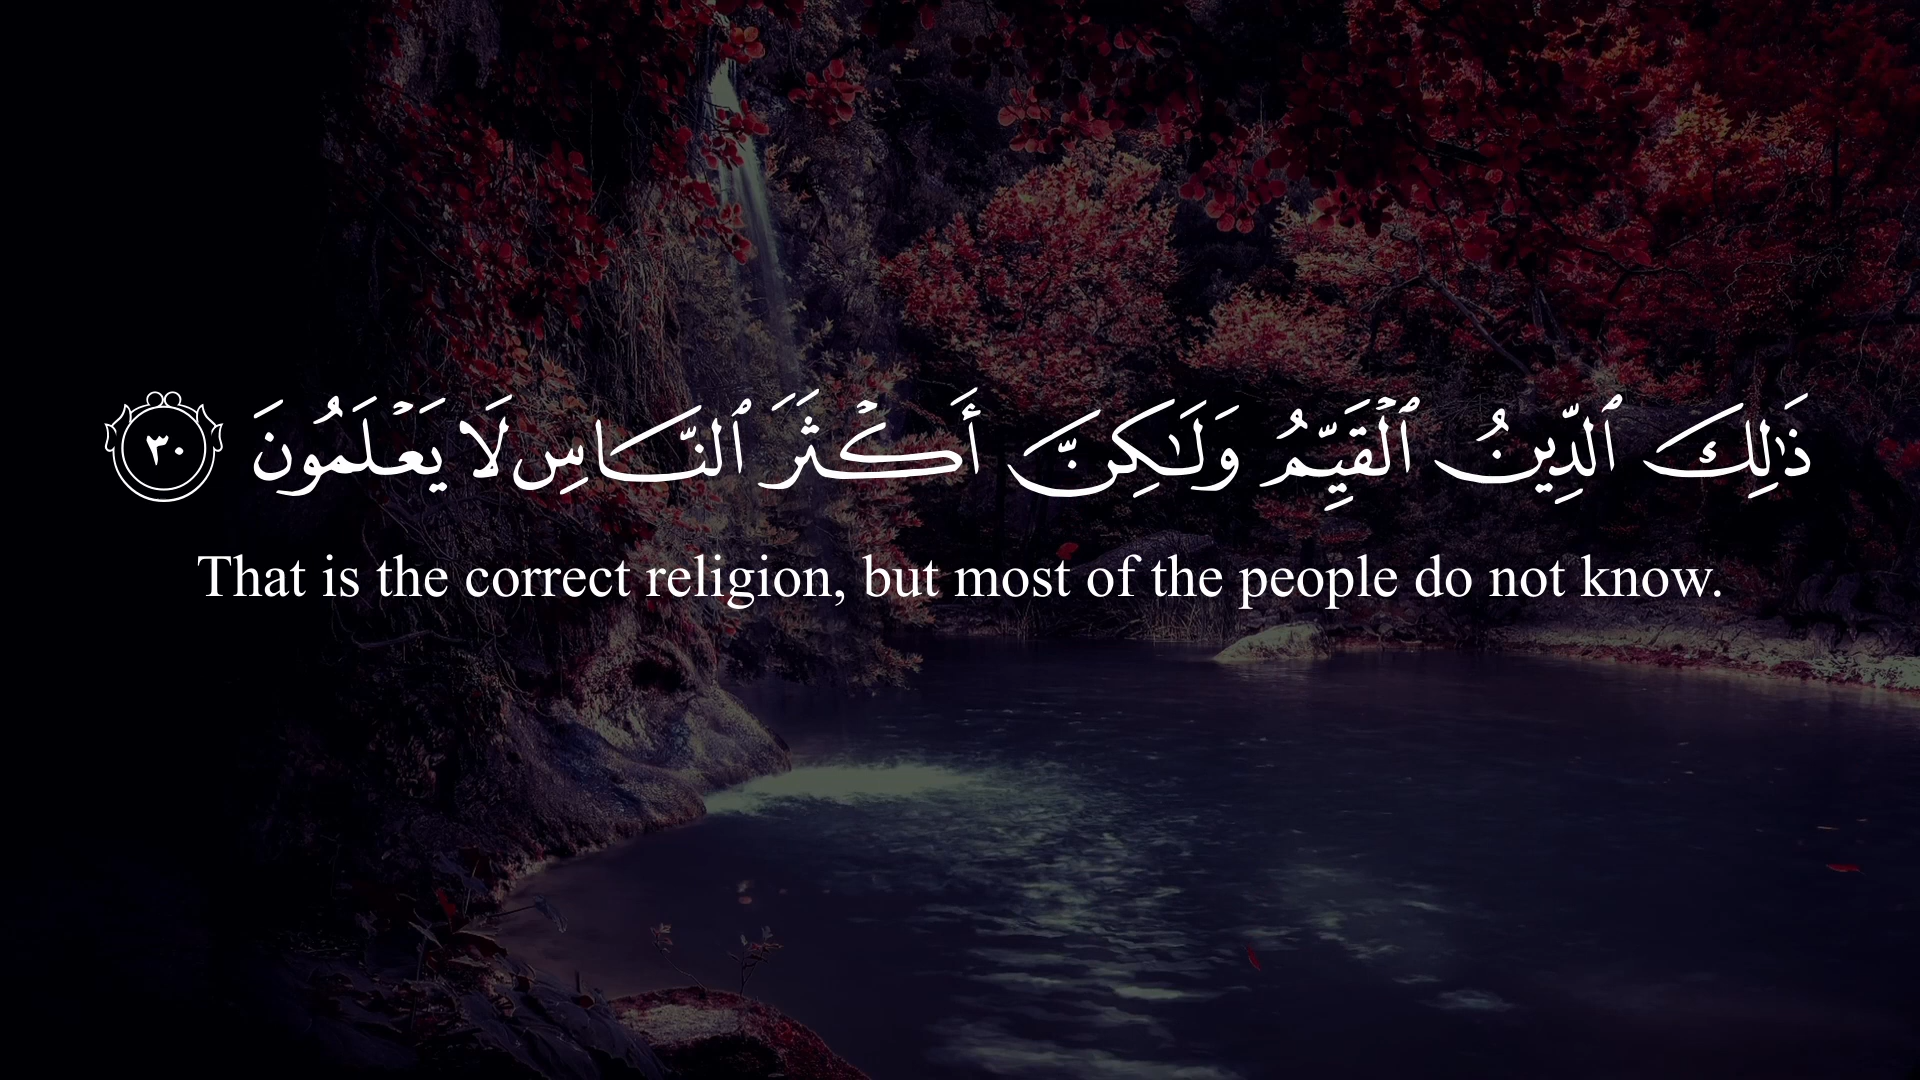 ذَٰلِكَ ٱلدِّينُ ٱلۡقَيِّمُ وَلَـٰكِنَّ أَكۡثَرَ ٱلنَّاسِ لَا يَعۡلَمُونَ ٣٠
That is the correct religion, but most of the people do not know.